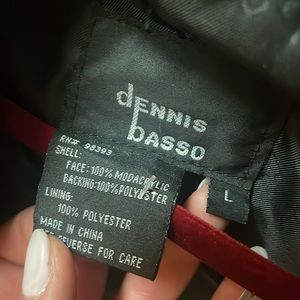 dENNIS
basso
RN# 98393
SHELL:
FACE: 100% MODACRYLIC
BACKING: 100% POLYESTER
LINING:
100% POLYESTER
MADE IN CHINA
REVERSE FOR CARE
L